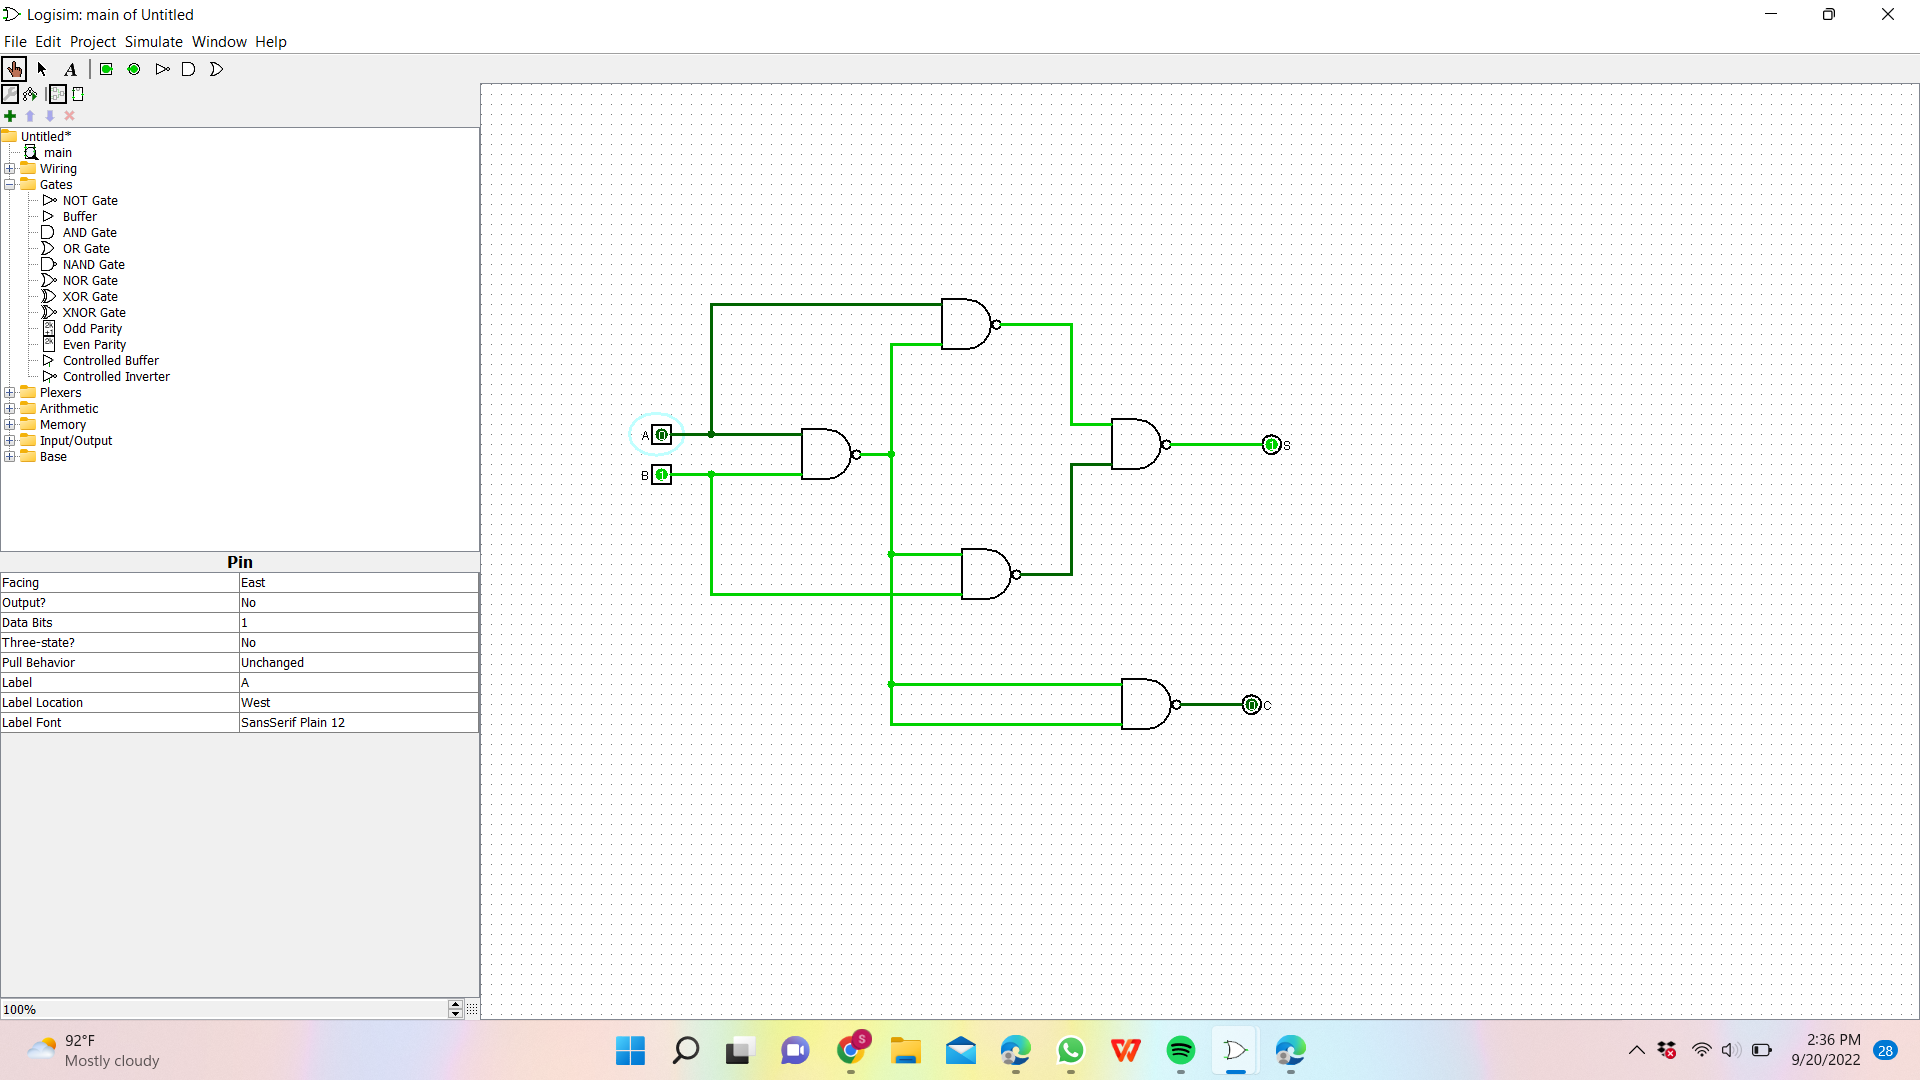 Logisim: main of Untitled
File Edit Project Simulate Window Help
A
Untitled*
main
Wiring
Gates
NOT Gate
Buffer
AND Gate
OR Gate
NAND Gate
NOR Gate
XOR Gate
XNOR Gate
Odd Parity
Even Parity
Controlled Buffer
Controlled Inverter
Plexers
Arithmetic
Memory
Input/Output
Base
Pin
Facing East
Output? No
Data Bits 1
Three-state? No
Pull Behavior Unchanged
Label A
Label Location West
Label Font SansSerif Plain 12
100%
A 0
B 1
1 S
0 C
92°F
Mostly cloudy
S
2:36 PM
9/20/2022
28